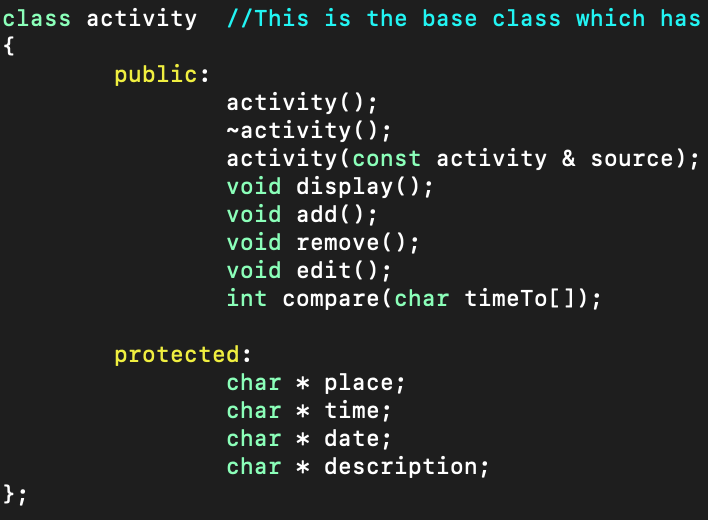 class activity  //This is the base class which has
{
        public:
                activity();
                ~activity();
                activity(const activity & source);
                void display();
                void add();
                void remove();
                void edit();
                int compare(char timeTo[]);

        protected:
                char * place;
                char * time;
                char * date;
                char * description;
};